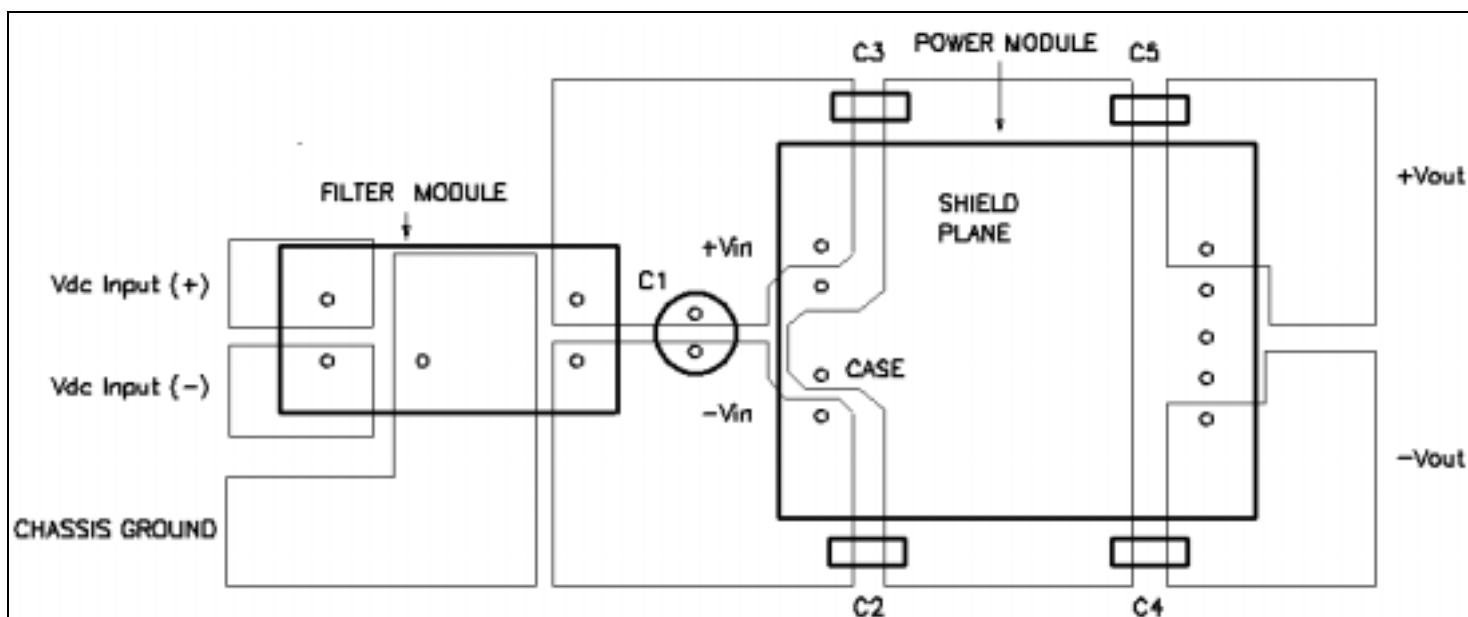 POWER MODULE
C3
C5
+Vout
FILTER MODULE
SHIELD
PLANE
+Vin
C1
Vdc Input (+)
CASE
Vdc Input (-)
-Vin
-Vout
CHASSIS GROUND
C2
C4